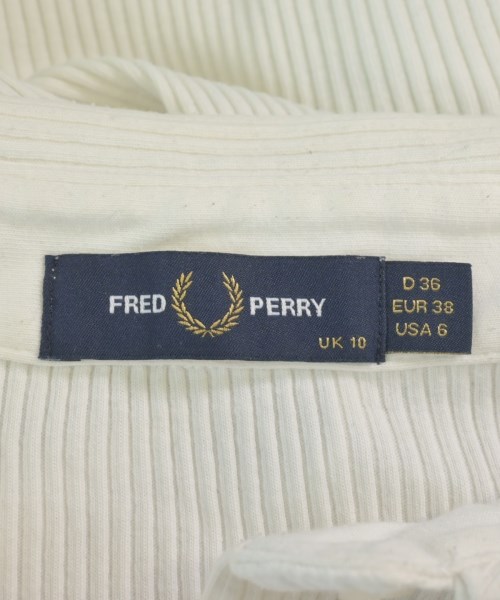 FRED PERRY
UK 10
D 36
EUR 38
USA 6